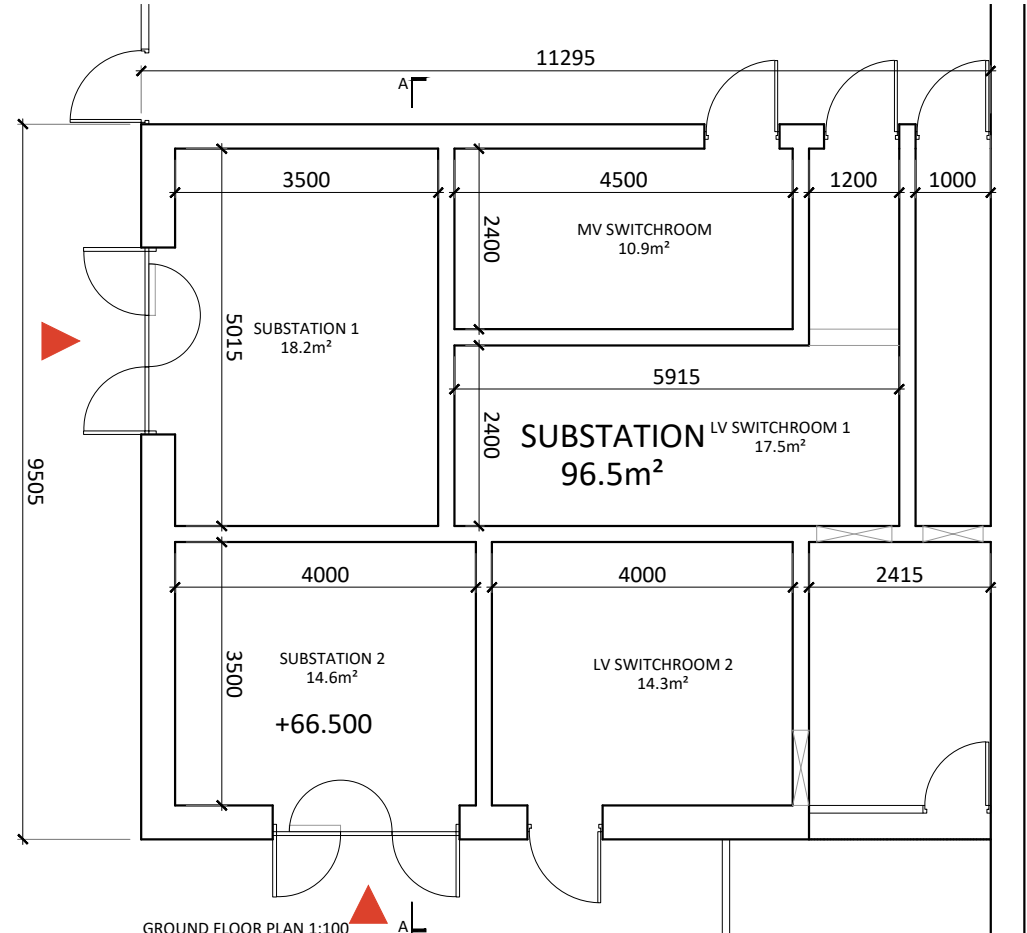 11295
A
3500
4500
1200
1000
2400
MV SWITCHROOM
10.9m²
5015
SUBSTATION 1
18.2m²
5915
2400
SUBSTATION
96.5m²
LV SWITCHROOM 1
17.5m²
9505
4000
4000
2415
3500
SUBSTATION 2
14.6m²
+66.500
LV SWITCHROOM 2
14.3m²
A
GROUND FLOOR PLAN 1:100